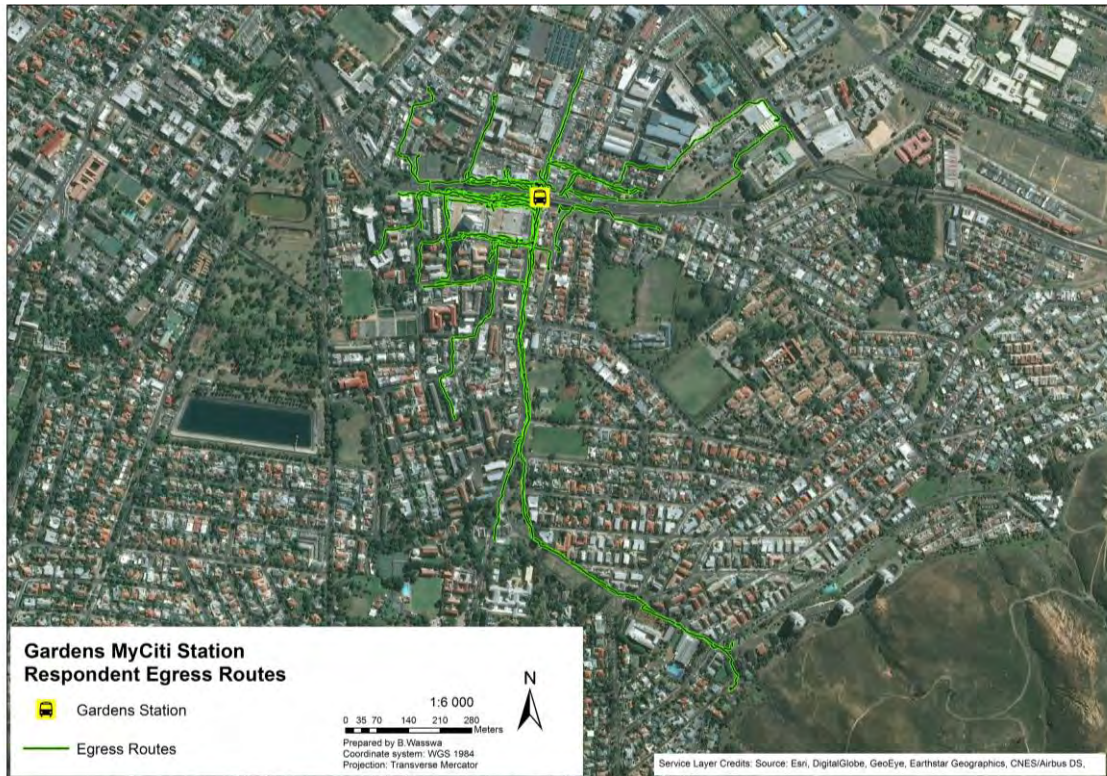 Gardens MyCiti Station
Respondent Egress Routes
Gardens Station
Egress Routes
1:6 000
0 35 70 140 210 280
Meters
Prepared by B.Wasswa
Coordinate system: WGS 1984
Projection: Transverse Mercator
N
Service Layer Credits: Source: Esri, DigitalGlobe, GeoEye, Earthstar Geographics, CNES/Airbus DS,